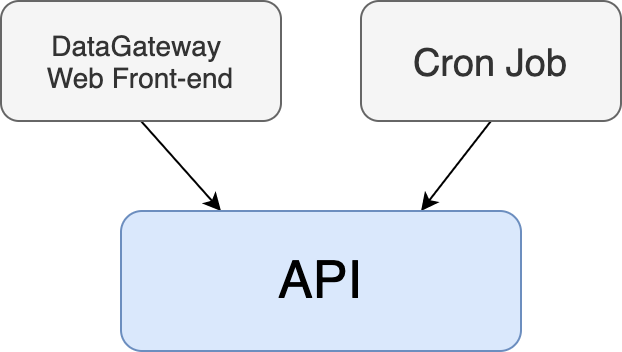 DataGateway
Web Front-end
Cron Job
API